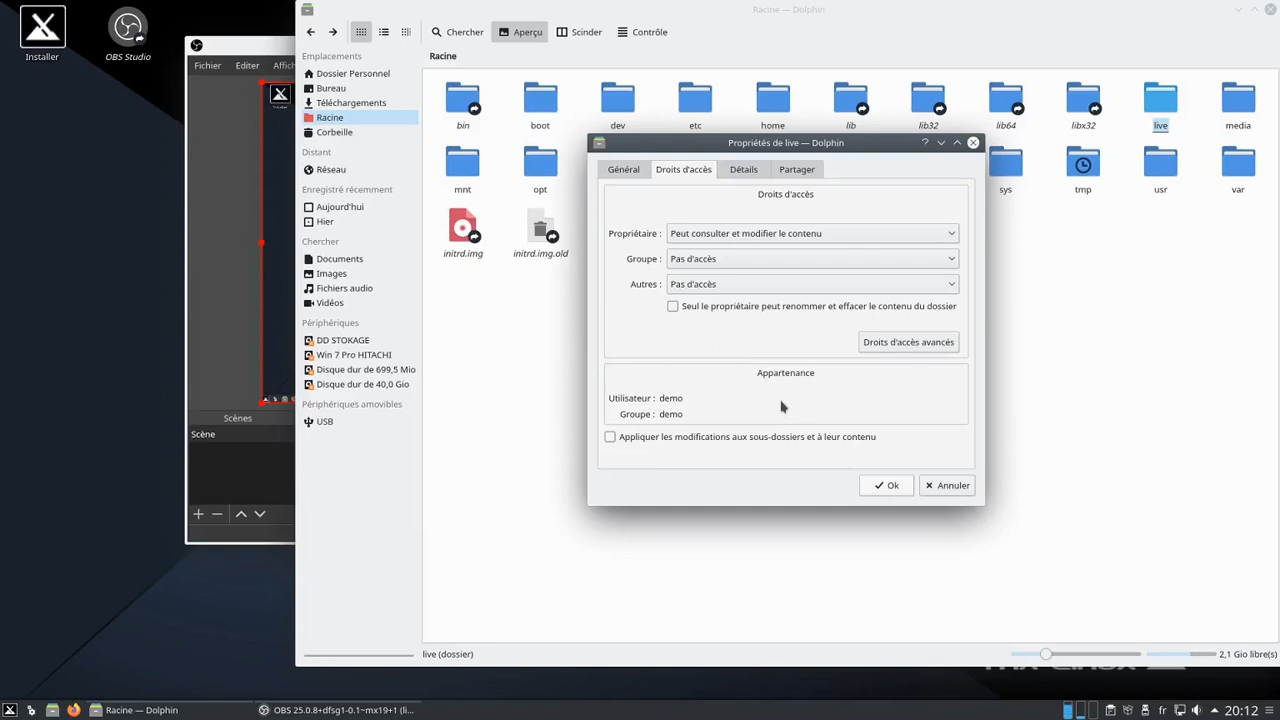 Racine — Dolphin
Installer
OBS Studio
Fichier
Editer
Chercher
Aperçu
Scinder
Contrôle
Emplacements
Dossier Personnel
Bureau
Téléchargements
Racine
Corbeille
Distant
Réseau
Enregistré récemment
Aujourd'hui
Hier
Chercher
Documents
Images
Fichiers audio
Vidéos
Périphériques
DD STOKAGE
Win 7 Pro HITACHI
Disque dur de 699,5 Mio
Disque dur de 40,0 Gio
Périphériques amovibles
USB
Racine
bin
boot
dev
etc
home
lib
lib32
lib64
libx32
live
media
mnt
opt
sys
tmp
usr
var
initrd.img
initrd.img.old
Propriétés de live — Dolphin
Général
Droits d'accès
Détails
Partager
Droits d'accès
Propriétaire : Peut consulter et modifier le contenu
Groupe : Pas d'accès
Autres : Pas d'accès
Seul le propriétaire peut renommer et effacer le contenu du dossier
Droits d'accès avancés
Appartenance
Utilisateur : demo
Groupe : demo
Appliquer les modifications aux sous-dossiers et à leur contenu
Ok
Annuler
Scènes
Scène
live (dossier)
2,1 Gio libre(s)
Racine — Dolphin
OBS 25.0.8+dfsg1-0.1~mx19+1 (li...
fr
20:12